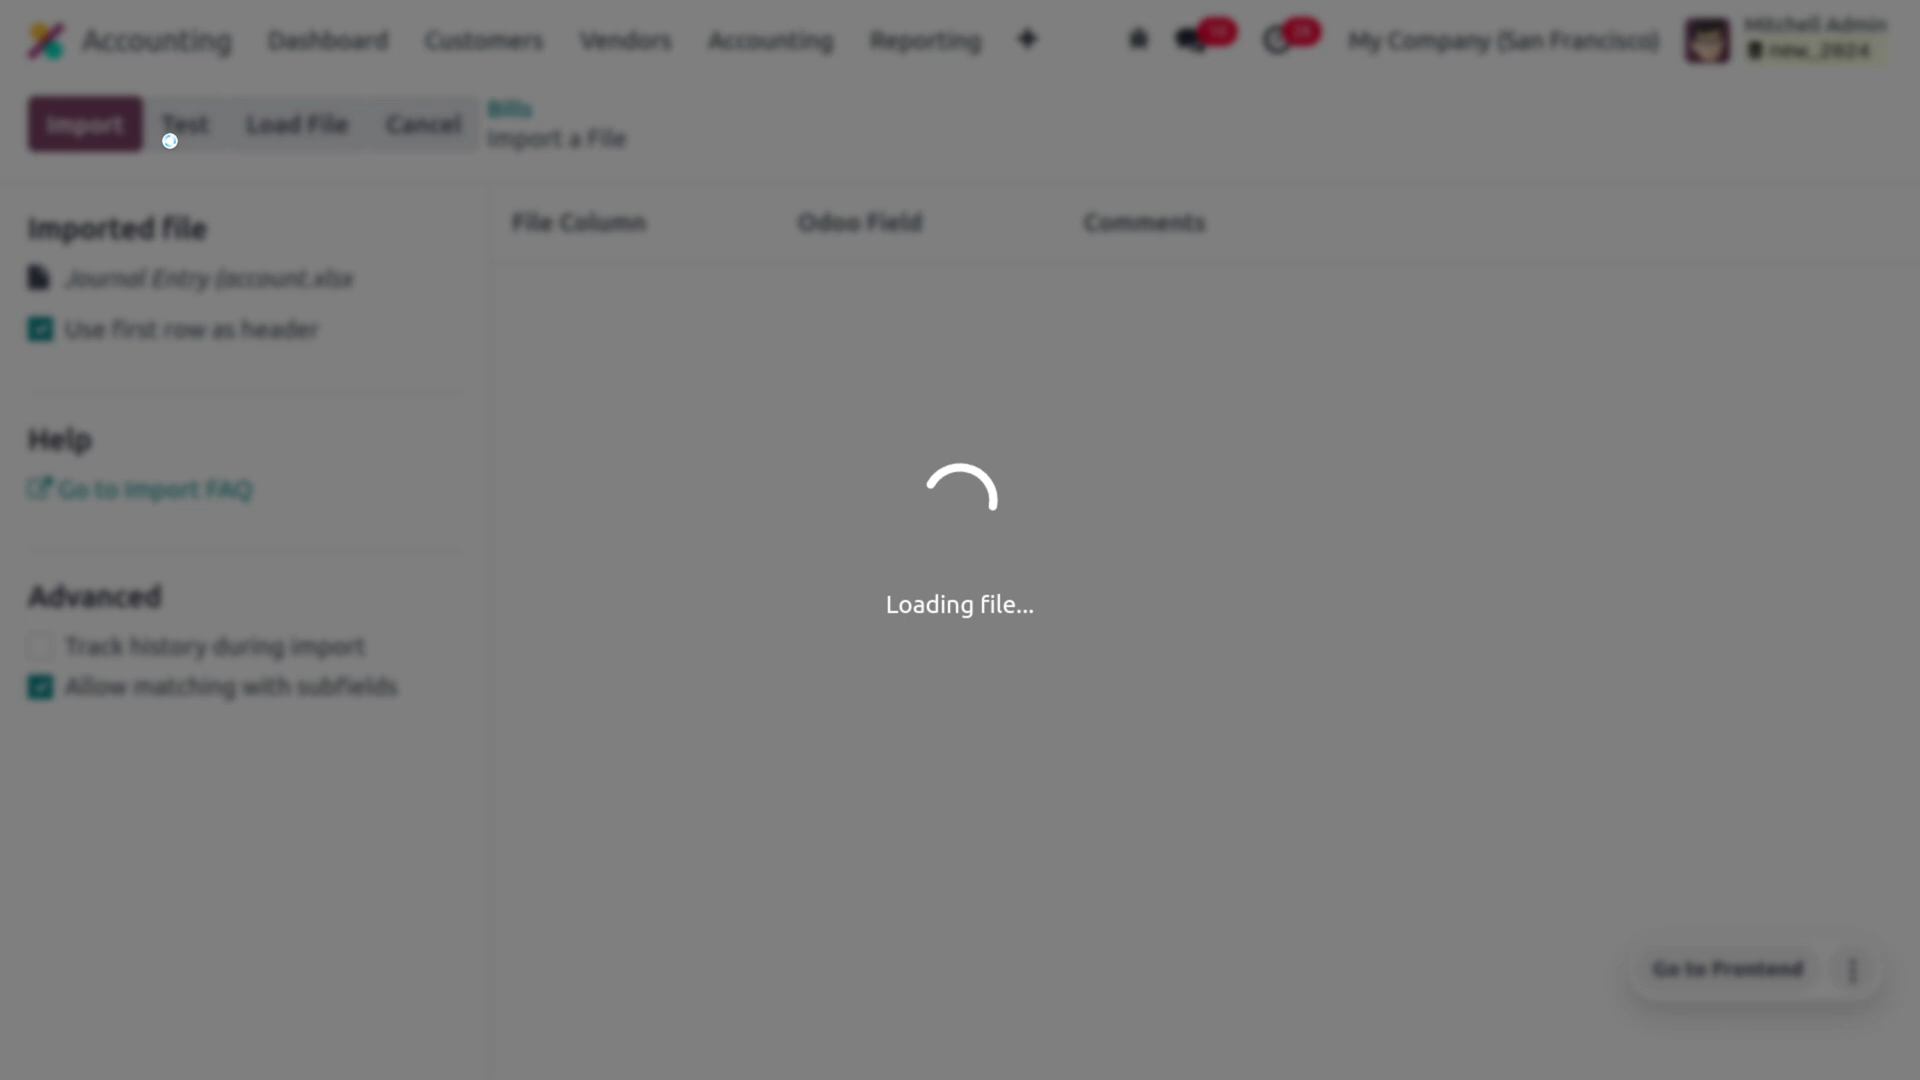 Accounting Dashboard Customers Vendors Accounting Reporting My Company (San Francisco) Mitchell Admin
new_2024
Import Test Load File Cancel Bills
Import a File
Imported file
Journal Entry (account.xlsx
Use first row as header
Help
Go to Import FAQ
Advanced
Track history during import
Allow matching with subfields
File Column Odoo Field Comments
Loading file...
Go to Frontend